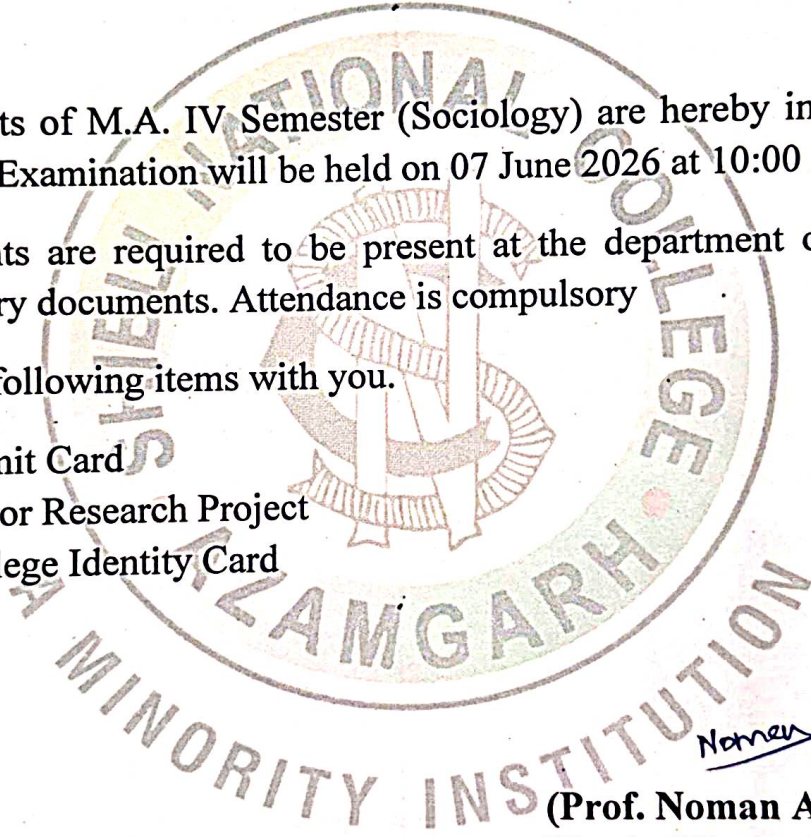 ts of M.A. IV Semester (Sociology) are hereby in
Examination will be held on 07 June 2026 at 10:00
nts are required to be present at the department o
ry documents. Attendance is compulsory
following items with you.
nit Card
or Research Project
lege Identity Card
SHIBLI NATIONAL COLLEGE
AZAMGARH
A MINORITY INSTITUTION
Noman
(Prof. Noman A